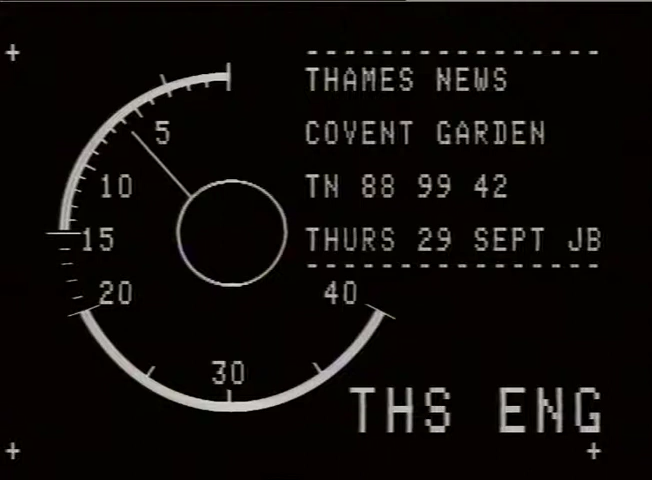 THAMES NEWS
COVENT GARDEN
TN 88 99 42
THURS 29 SEPT JB
5
10
15
20
30
40
THS ENG